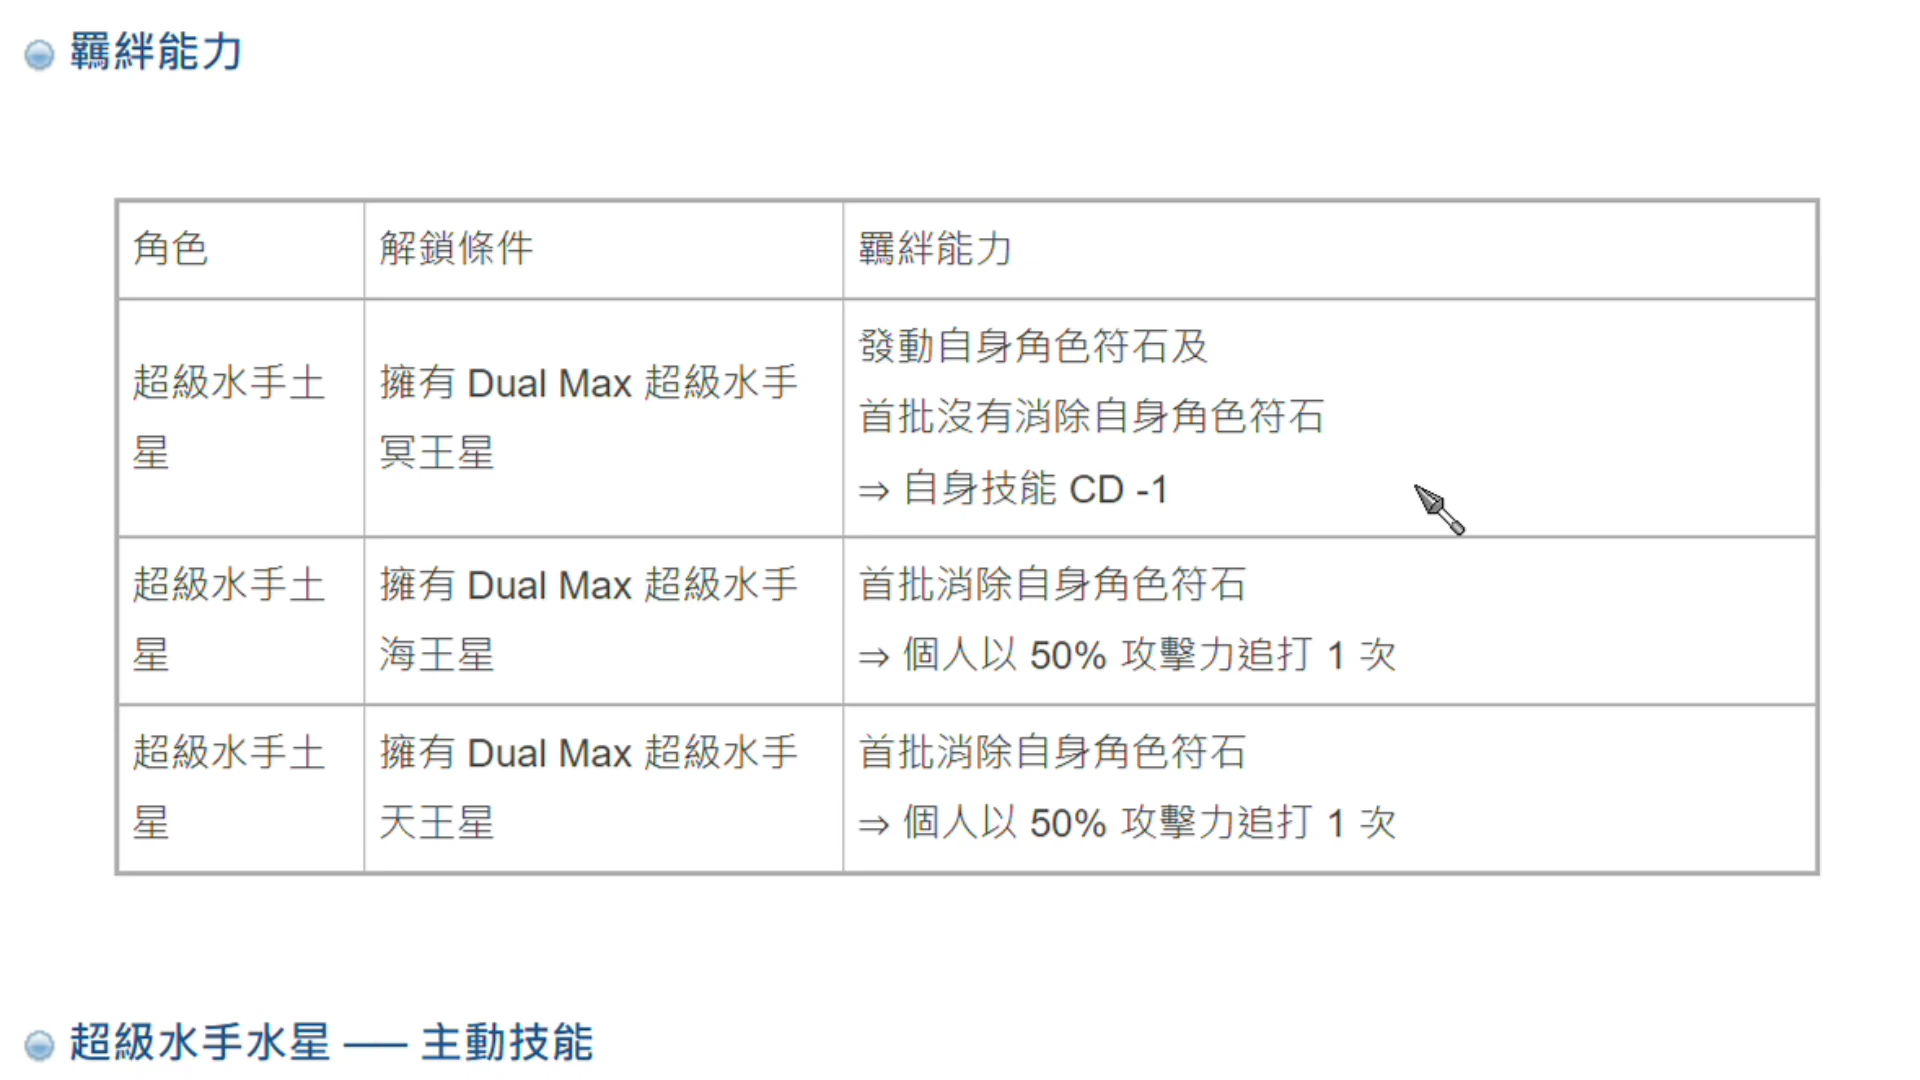 羈絆能力
角色 解鎖條件 羈絆能力
超級水手土
星
擁有 Dual Max 超級水手
冥王星
發動自身角色符石及
首批沒有消除自身角色符石
⇒ 自身技能 CD -1
超級水手土
星
擁有 Dual Max 超級水手
海王星
首批消除自身角色符石
⇒ 個人以 50% 攻擊力追打 1 次
超級水手土
星
擁有 Dual Max 超級水手
天王星
首批消除自身角色符石
⇒ 個人以 50% 攻擊力追打 1 次
超級水手水星 ── 主動技能